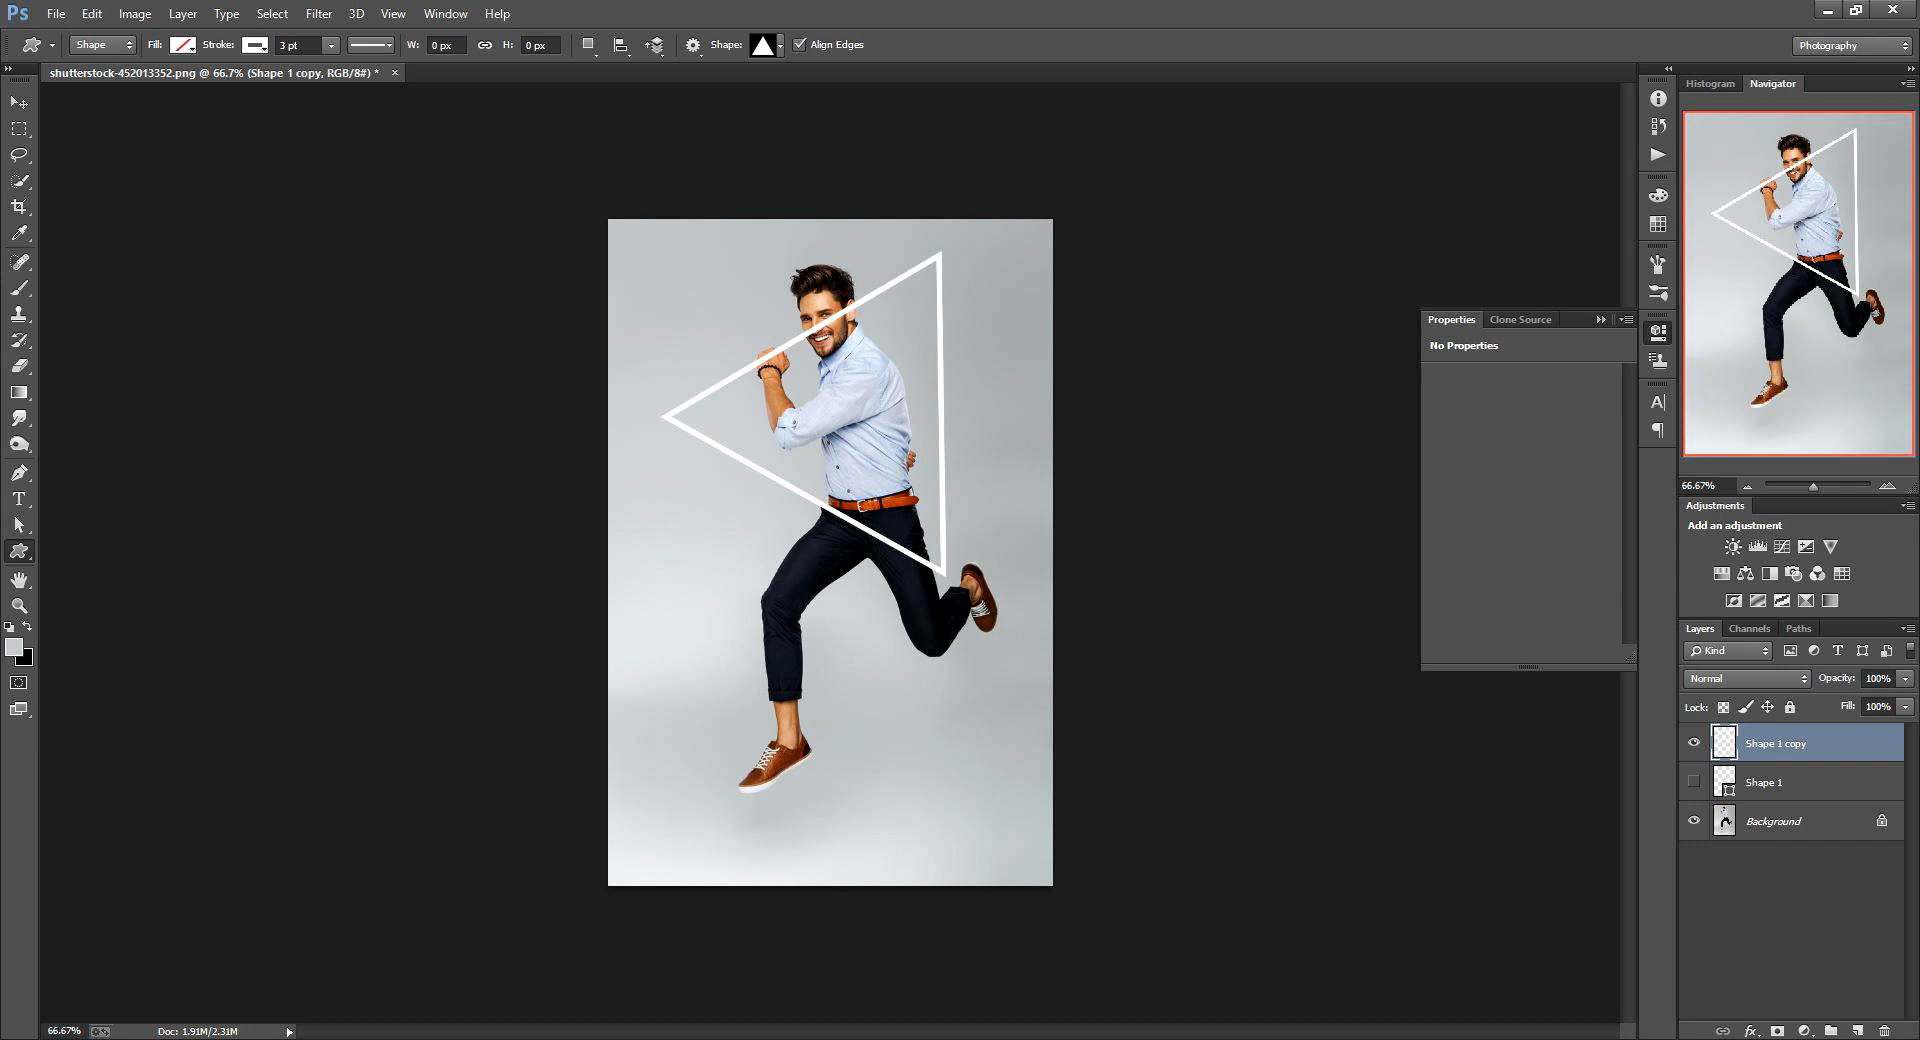 Ps File Edit Image Layer Type Select Filter 3D View Window Help
Shape Fill: Stroke: 3 pt W: 0 px H: 0 px Shape: Align Edges Photography
shutterstock-452013352.png @ 66.7% (Shape 1 copy, RGB/8#) * ×
Histogram Navigator
Properties Clone Source
No Properties
66.67%
Adjustments
Add an adjustment
Layers Channels Paths
Kind
Normal Opacity: 100%
Lock: Fill: 100%
Shape 1 copy
Shape 1
Background
66.67% Doc: 1.91M/2.31M